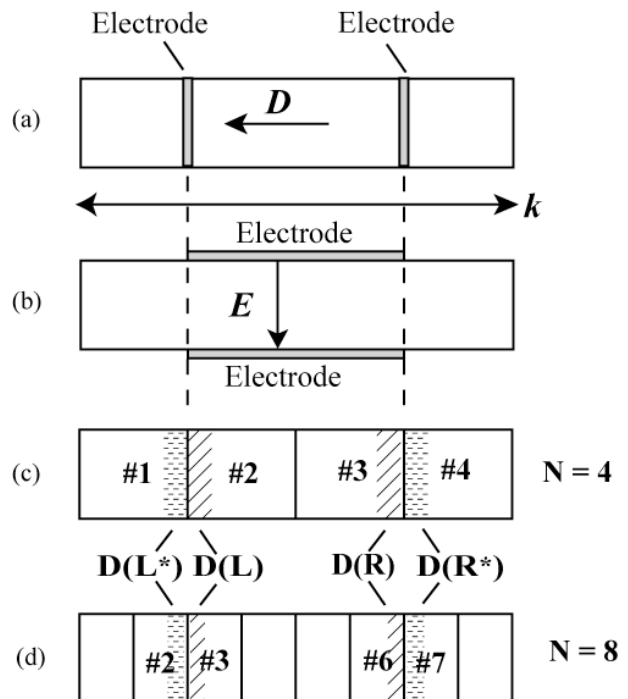 Electrode Electrode
(a) D
k
Electrode
(b) E
Electrode
(c) #1 #2 #3 #4 N = 4
D(L*) D(L) D(R) D(R*)
(d) #2 #3 #6 #7 N = 8